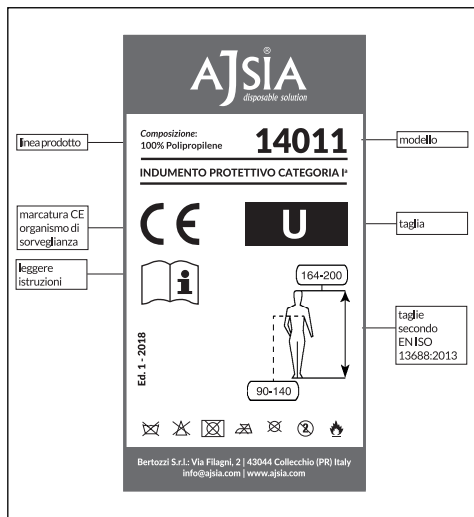 AJSIA®
disposable solution
linea prodotto
Composizione:
100% Polipropilene
14011
modello
INDUMENTO PROTETTIVO CATEGORIA Iª
marcatura CE
organismo di
sorveglianza
CE
U
taglia
leggere
istruzioni
i
164-200
taglie
secondo
EN ISO
13688:2013
Ed. 1 - 2018
90-140
2
Bertozzi S.r.l.: Via Filagni, 2 | 43044 Collecchio (PR) Italy
info@ajsia.com | www.ajsia.com